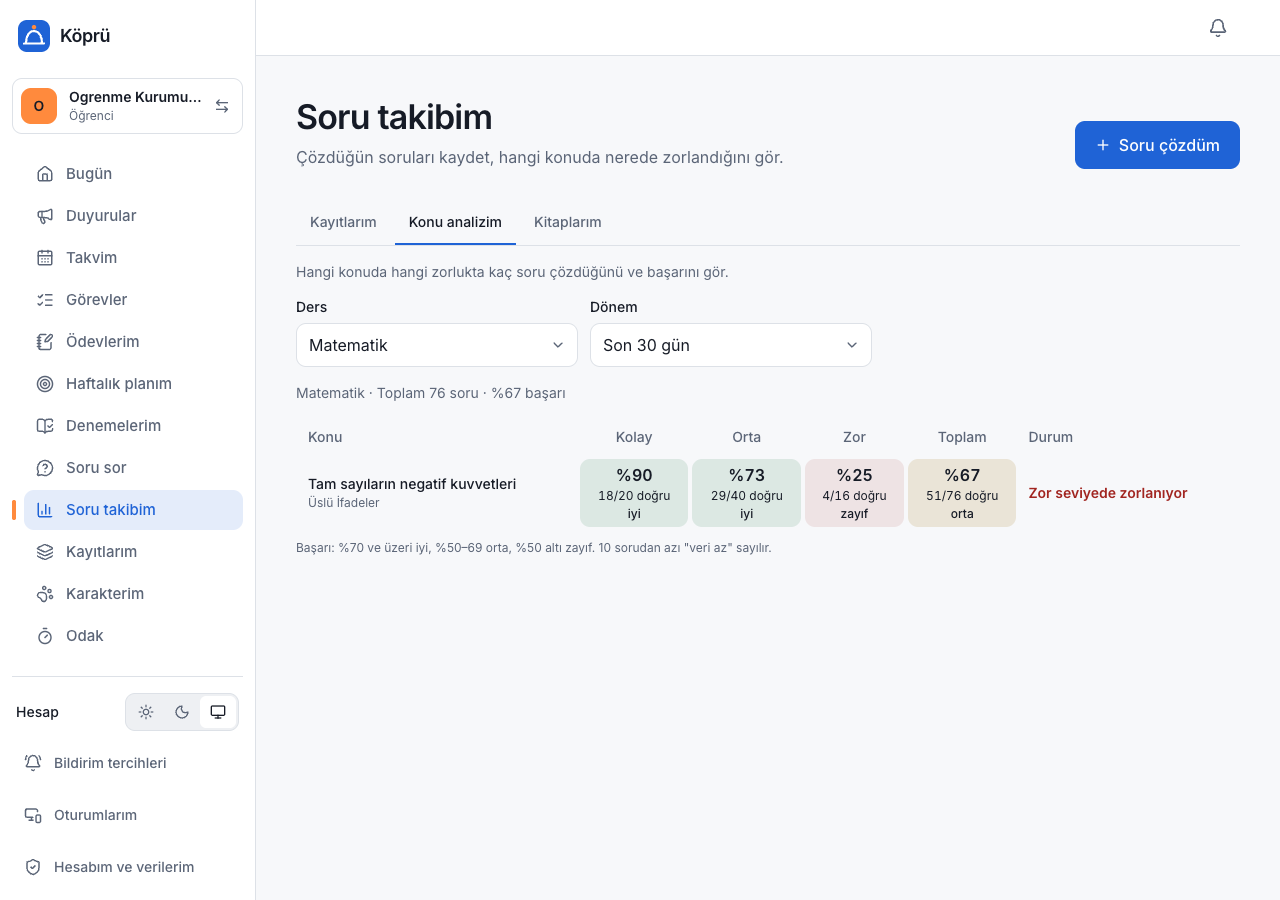 Köprü
O
Ogrenme Kurumu...
Öğrenci
Bugün
Duyurular
Takvim
Görevler
Ödevlerim
Haftalık planım
Denemelerim
Soru sor
Soru takibim
Kayıtlarım
Karakterim
Odak
Hesap
Bildirim tercihleri
Oturumlarım
Hesabım ve verilerim
Soru takibim
Çözdüğün soruları kaydet, hangi konuda nerede zorlandığını gör.
Soru çözdüm
Kayıtlarım Konu analizim Kitaplarım
Hangi konuda hangi zorlukta kaç soru çözdüğünü ve başarını gör.
Ders Dönem
Matematik Son 30 gün
Matematik · Toplam 76 soru · %67 başarı
Konu Kolay Orta Zor Toplam Durum
Tam sayıların negatif kuvvetleri
Üslü İfadeler
%90 %73 %25 %67
18/20 doğru 29/40 doğru 4/16 doğru 51/76 doğru
iyi iyi zayıf orta
Zor seviyede zorlanıyor
Başarı: %70 ve üzeri iyi, %50–69 orta, %50 altı zayıf. 10 sorudan azı "veri az" sayılır.